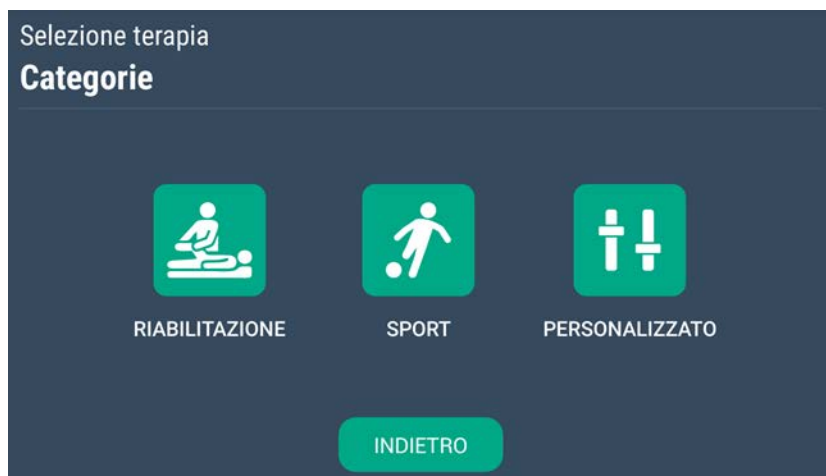 Selezione terapia
Categorie
RIABILITAZIONE
SPORT
PERSONALIZZATO
INDIETRO